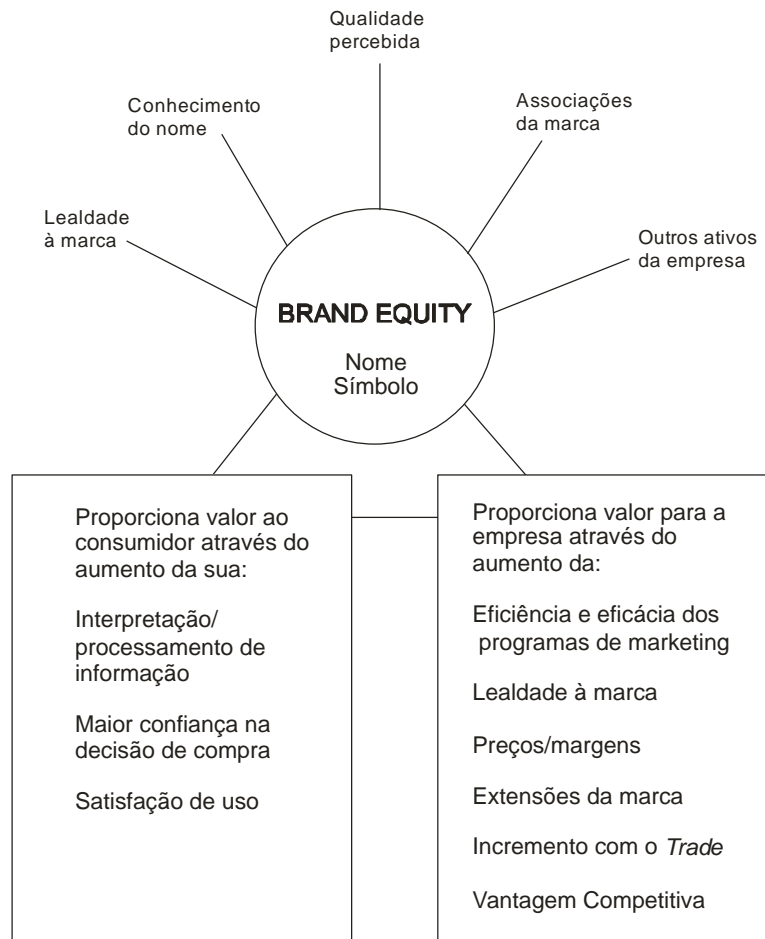 Qualidade
percebida
Conhecimento
do nome
Associações
da marca
Lealdade
à marca
Outros ativos
da empresa
BRAND EQUITY
Nome
Símbolo
Proporciona valor ao
consumidor através do
aumento da sua:
Interpretação/
processamento de
informação
Maior confiança na
decisão de compra
Satisfação de uso
Proporciona valor para a
empresa através do
aumento da:
Eficiência e eficácia dos
programas de marketing
Lealdade à marca
Preços/margens
Extensões da marca
Incremento com o Trade
Vantagem Competitiva